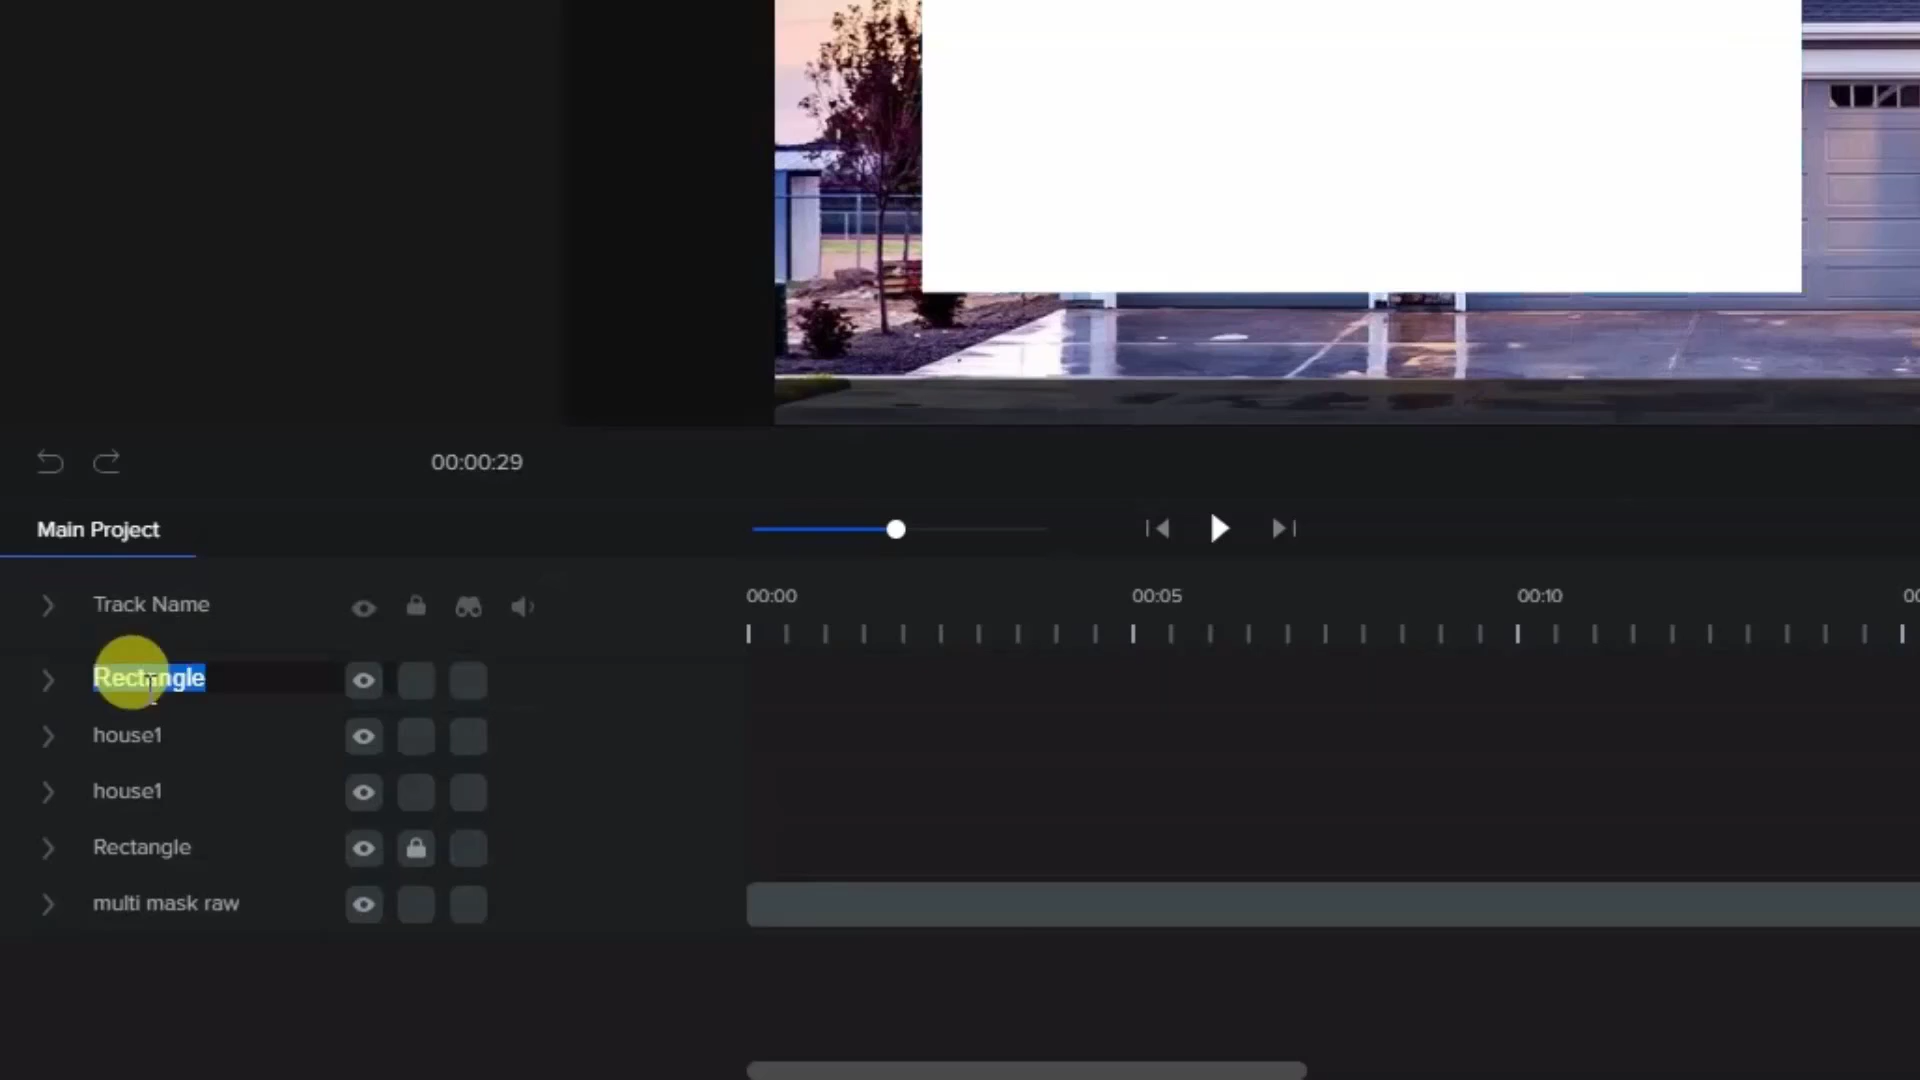 00:00:29
Main Project
Track Name
00:00
00:05
00:10
Rectangle
house1
house1
Rectangle
multi mask raw